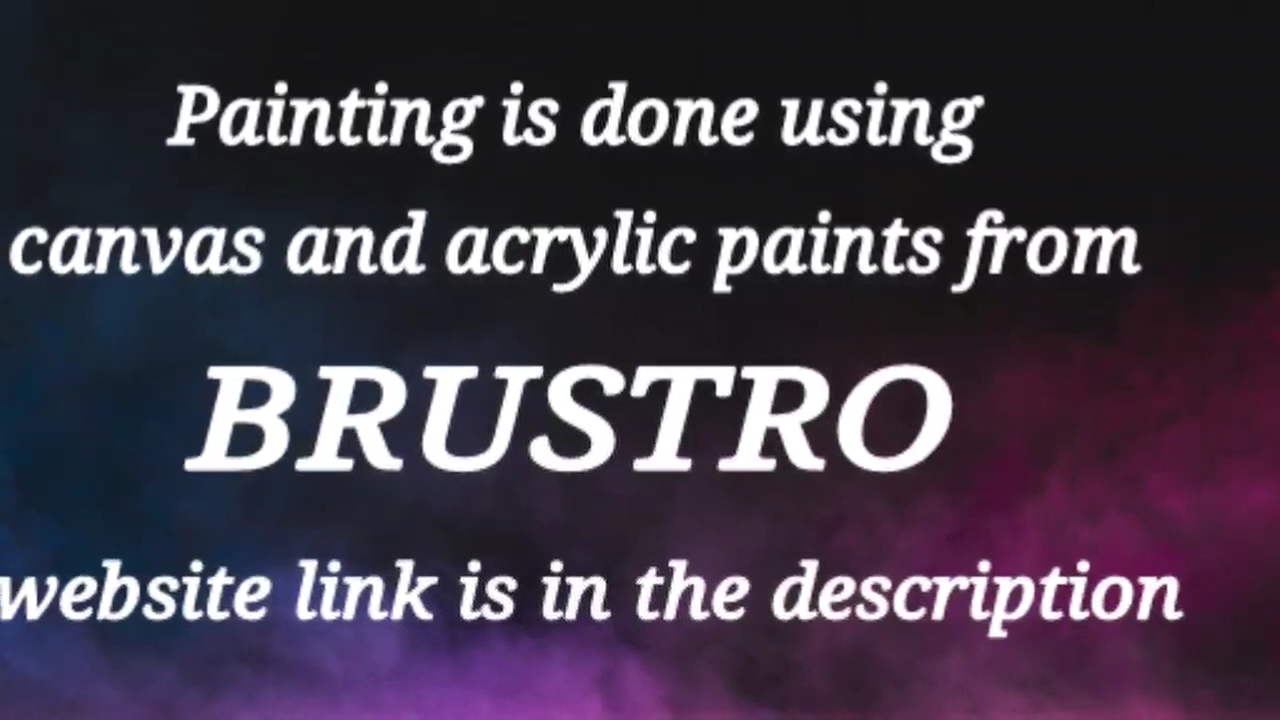 Painting is done using
canvas and acrylic paints from
BRUSTRO
website link is in the description